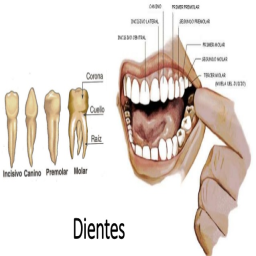 CANINO
PRIMER PREMOLAR
INCISIVO LATERAL
SEGUNDO PREMOLAR
INCISIVO CENTRAL
PRIMER MOLAR
SEGUNDO MOLAR
TERCER MOLAR
(MUELA DEL JUICIO)
Corona
Cuello
Raíz
Incisivo Canino Premolar Molar
Dientes